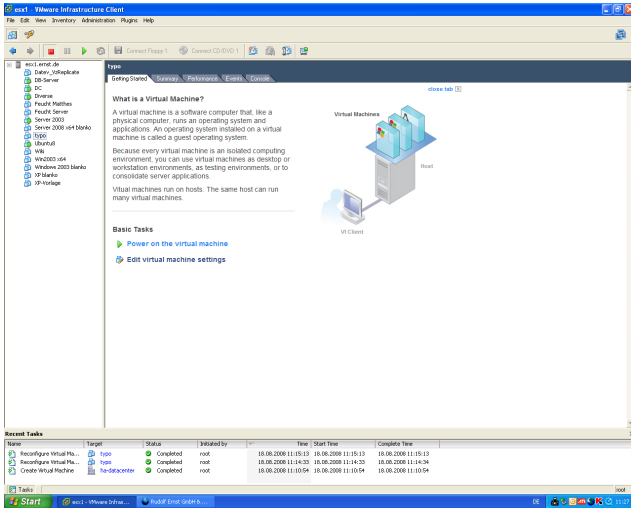 esx1 - VMware Infrastructure Client
File Edit View Inventory Administration Clients Plugins Help
Connect Floppy 1 Connect CD/DVD 1
esx1.ernst.de
Datev_VzReplicate
DB-Server
DC
Diverse
Feucht Matthes
Feucht Server
Server 2003
Server 2008 x64 blanko
typo
Ubuntu8
Wiki
Win2003 x64
Windows 2003 blanko
XP blanko
XP-Vorlage
typo
Getting Started Summary Performance Events Console
close tab
What is a Virtual Machine?
A virtual machine is a software computer that, like a
physical computer, runs an operating system and
applications. An operating system installed on a virtual
machine is called a guest operating system.
Because every virtual machine is an isolated computing
environment, you can use virtual machines as desktop or
workstation environments, as testing environments, or to
consolidate server applications.
Vitual machines run on hosts. The same host can run
many virtual machines.
Virtual Machines
Host
VI Client
Basic Tasks
Power on the virtual machine
Edit virtual machine settings
Recent Tasks
Name Target Status Initiated by Time Start Time Complete Time
Reconfigure Virtual Ma... typo Completed root 18.08.2008 11:15:13 18.08.2008 11:15:13 18.08.2008 11:15:13
Reconfigure Virtual Ma... typo Completed root 18.08.2008 11:14:33 18.08.2008 11:14:33 18.08.2008 11:14:34
Create Virtual Machine ha-datacenter Completed root 18.08.2008 11:10:54 18.08.2008 11:10:54 18.08.2008 11:10:54
Tasks root
Start esx1 - VMware Infras... Rudolf Ernst GmbH & ... DE 11:27